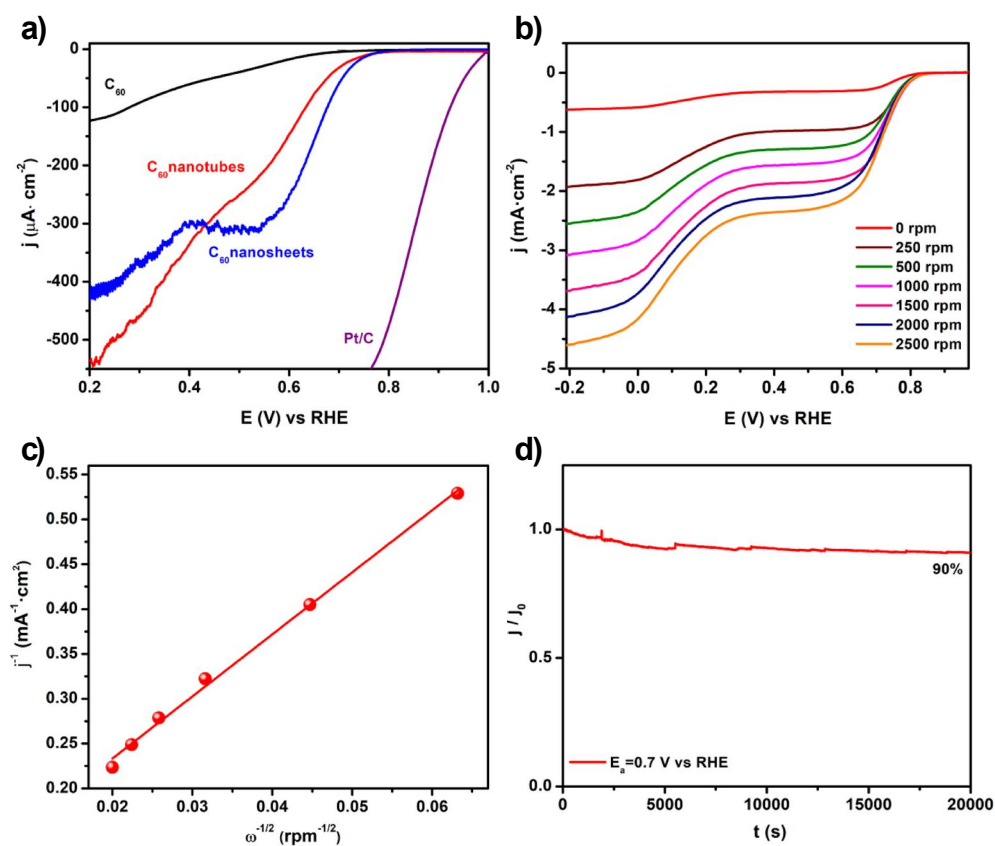 a)
0
-100
-200
-300
-400
-500
j (μA· cm⁻²)
C₆₀
C₆₀nanotubes
C₆₀nanosheets
Pt/C
0.2 0.4 0.6 0.8 1.0
E (V) vs RHE
b)
0
-1
-2
-3
-4
-5
j (mA·cm⁻²)
0 rpm
250 rpm
500 rpm
1000 rpm
1500 rpm
2000 rpm
2500 rpm
-0.2 0.0 0.2 0.4 0.6 0.8
E (V) vs RHE
c)
0.55
0.50
0.45
0.40
0.35
0.30
0.25
0.20
j⁻¹ (mA⁻¹·cm²)
0.02 0.03 0.04 0.05 0.06
ω⁻¹/² (rpm⁻¹/²)
d)
1.0
0.5
0.0
j / j₀
90%
Eₐ=0.7 V vs RHE
0 5000 10000 15000 20000
t (s)